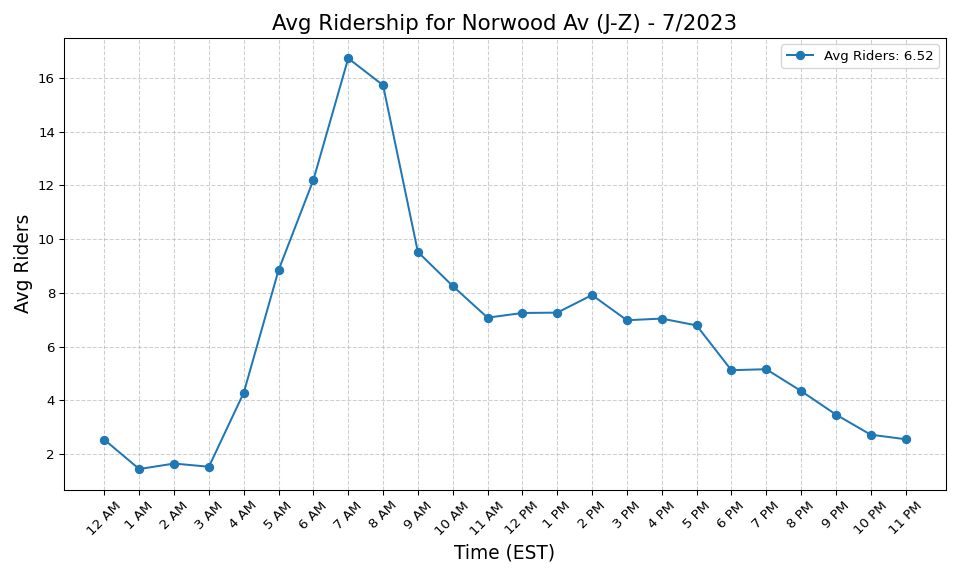 Avg Ridership for Norwood Av (J-Z) - 7/2023
Avg Riders: 6.52
Avg Riders
16
14
12
10
8
6
4
2
12 AM
1 AM
2 AM
3 AM
4 AM
5 AM
6 AM
7 AM
8 AM
9 AM
10 AM
11 AM
12 PM
1 PM
2 PM
3 PM
4 PM
5 PM
6 PM
7 PM
8 PM
9 PM
10 PM
11 PM
Time (EST)